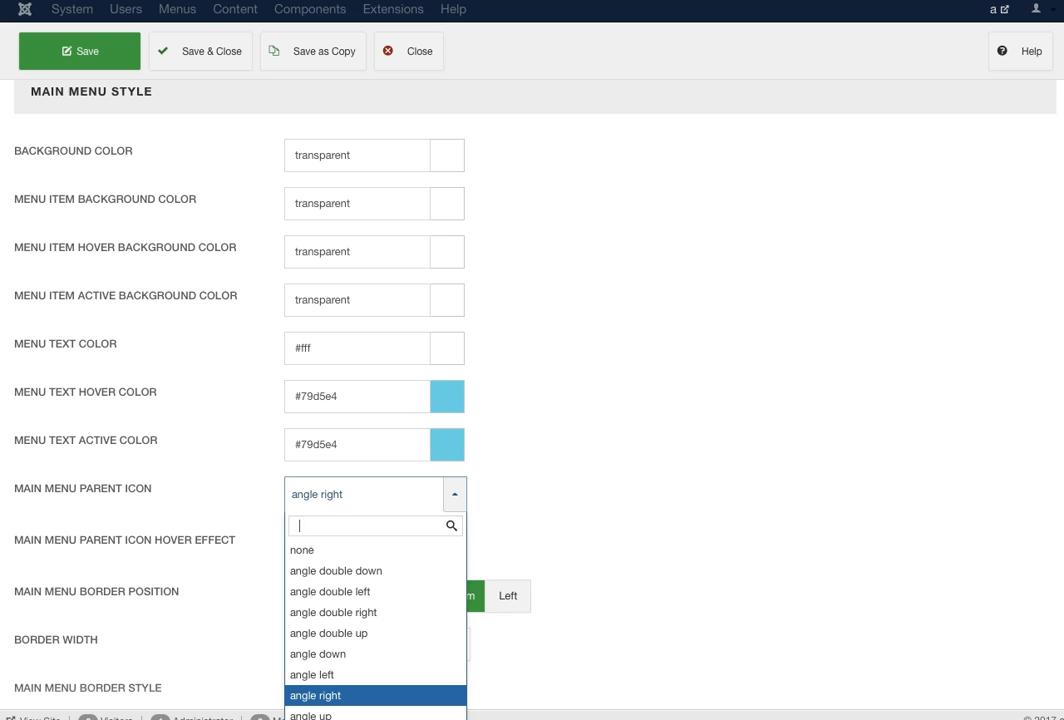 System Users Menus Content Components Extensions Help a
Save Save & Close Save as Copy Close Help
MAIN MENU STYLE
BACKGROUND COLOR transparent
MENU ITEM BACKGROUND COLOR transparent
MENU ITEM HOVER BACKGROUND COLOR transparent
MENU ITEM ACTIVE BACKGROUND COLOR transparent
MENU TEXT COLOR #fff
MENU TEXT HOVER COLOR #79d5e4
MENU TEXT ACTIVE COLOR #79d5e4
MAIN MENU PARENT ICON angle right
none
MAIN MENU PARENT ICON HOVER EFFECT
angle double down
angle double left
MAIN MENU BORDER POSITION m Left
angle double right
angle double up
BORDER WIDTH
angle down
angle left
MAIN MENU BORDER STYLE
angle right
angle up
View Site Visitors Administrator © 2017